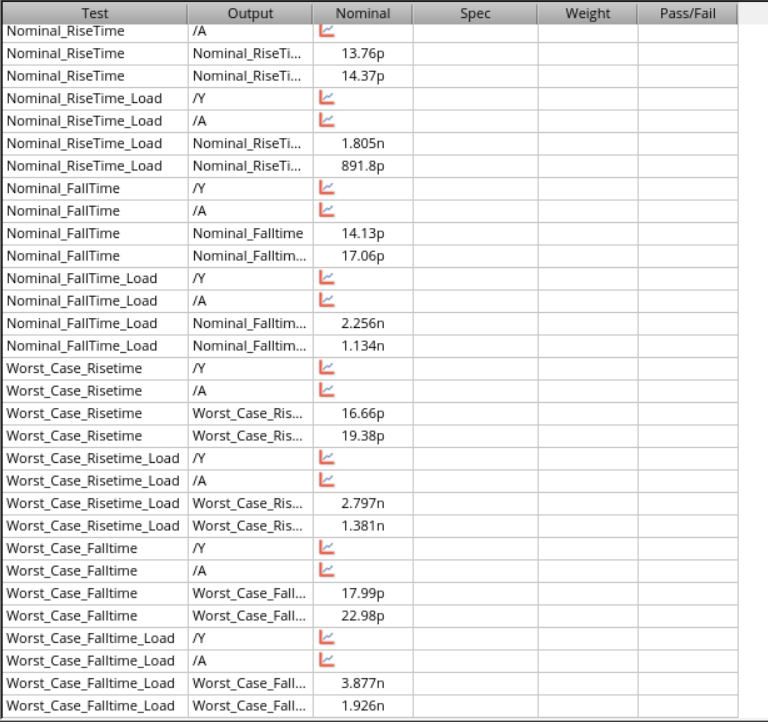 Test Output Nominal Spec Weight Pass/Fail
Nominal_RiseTime /A
Nominal_RiseTime Nominal_RiseTi... 13.76p
Nominal_RiseTime Nominal_RiseTi... 14.37p
Nominal_RiseTime_Load /Y
Nominal_RiseTime_Load /A
Nominal_RiseTime_Load Nominal_RiseTi... 1.805n
Nominal_RiseTime_Load Nominal_RiseTi... 891.8p
Nominal_FallTime /Y
Nominal_FallTime /A
Nominal_FallTime Nominal_Falltime 14.13p
Nominal_FallTime Nominal_Falltim... 17.06p
Nominal_FallTime_Load /Y
Nominal_FallTime_Load /A
Nominal_FallTime_Load Nominal_Falltim... 2.256n
Nominal_FallTime_Load Nominal_Falltim... 1.134n
Worst_Case_Risetime /Y
Worst_Case_Risetime /A
Worst_Case_Risetime Worst_Case_Ris... 16.66p
Worst_Case_Risetime Worst_Case_Ris... 19.38p
Worst_Case_Risetime_Load /Y
Worst_Case_Risetime_Load /A
Worst_Case_Risetime_Load Worst_Case_Ris... 2.797n
Worst_Case_Risetime_Load Worst_Case_Ris... 1.381n
Worst_Case_Falltime /Y
Worst_Case_Falltime /A
Worst_Case_Falltime Worst_Case_Fall... 17.99p
Worst_Case_Falltime Worst_Case_Fall... 22.98p
Worst_Case_Falltime_Load /Y
Worst_Case_Falltime_Load /A
Worst_Case_Falltime_Load Worst_Case_Fall... 3.877n
Worst_Case_Falltime_Load Worst_Case_Fall... 1.926n